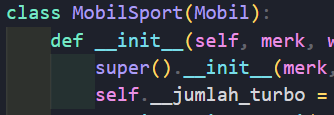 class MobilSport(Mobil):
def __init__(self, merk,
super().__init__(merk,
self.__jumlah_turbo =